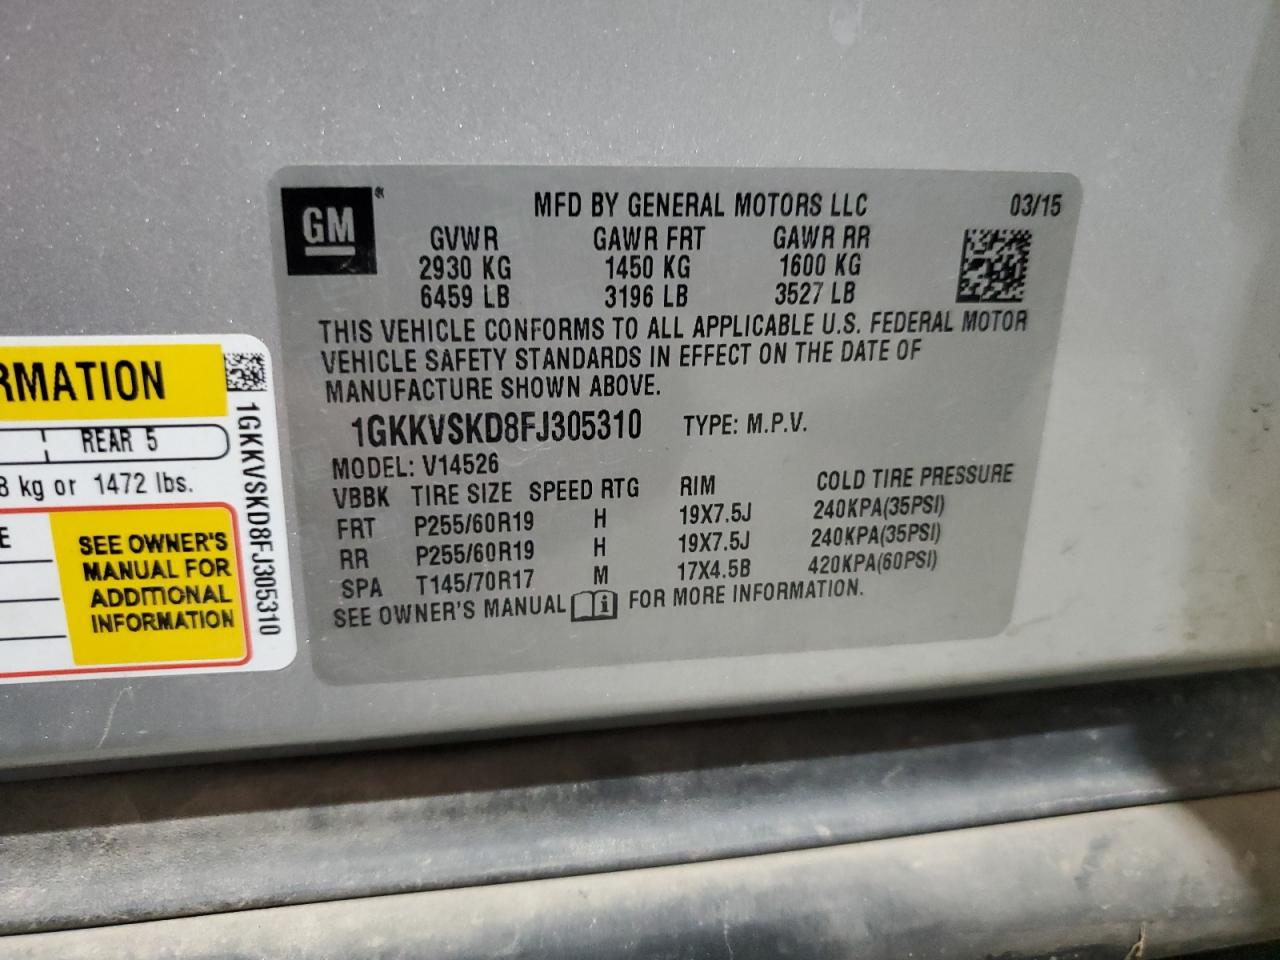 GM ®
MFD BY GENERAL MOTORS LLC 03/15
GVWR GAWR FRT GAWR RR
2930 KG 1450 KG 1600 KG
6459 LB 3196 LB 3527 LB
THIS VEHICLE CONFORMS TO ALL APPLICABLE U.S. FEDERAL MOTOR
VEHICLE SAFETY STANDARDS IN EFFECT ON THE DATE OF
MANUFACTURE SHOWN ABOVE.
1GKKVSKD8FJ305310 TYPE: M.P.V.
MODEL: V14526
VBBK TIRE SIZE SPEED RTG RIM COLD TIRE PRESSURE
FRT P255/60R19 H 19X7.5J 240KPA(35PSI)
RR P255/60R19 H 19X7.5J 240KPA(35PSI)
SPA T145/70R17 M 17X4.5B 420KPA(60PSI)
SEE OWNER'S MANUAL i FOR MORE INFORMATION.
RMATION
REAR 5
8 kg or 1472 lbs.
E
SEE OWNER'S
MANUAL FOR
ADDITIONAL
INFORMATION
1GKKVSKD8FJ305310